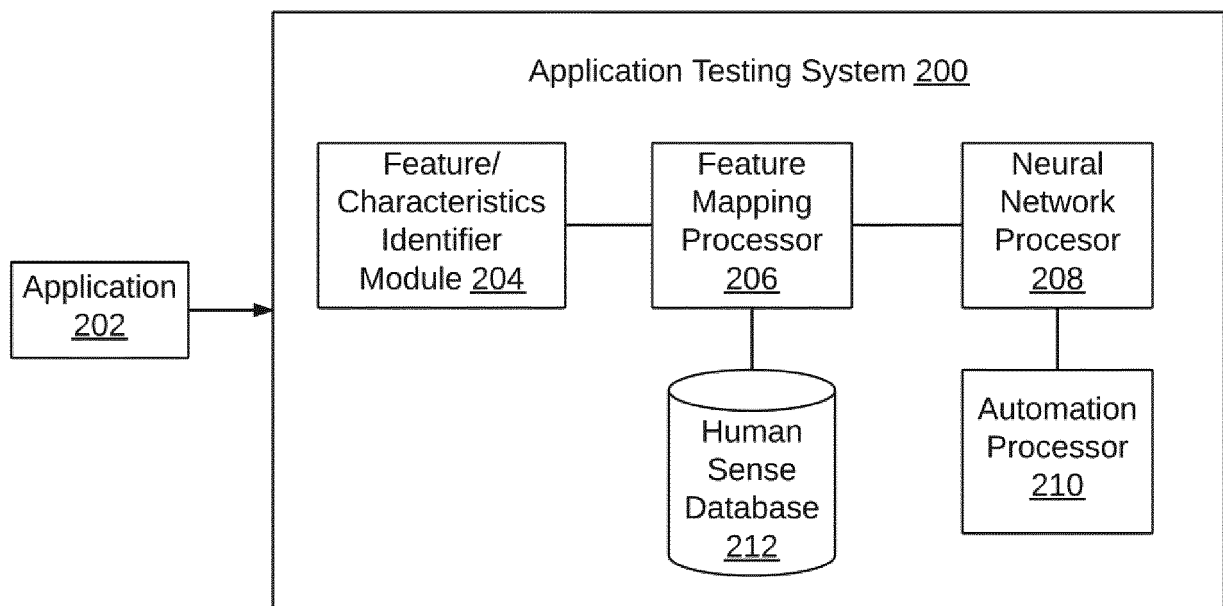 Application Testing System 200
Feature/
Characteristics
Identifier
Module 204
Feature
Mapping
Processor
206
Neural
Network
Procesor
208
Application
202
Human
Sense
Database
212
Automation
Processor
210